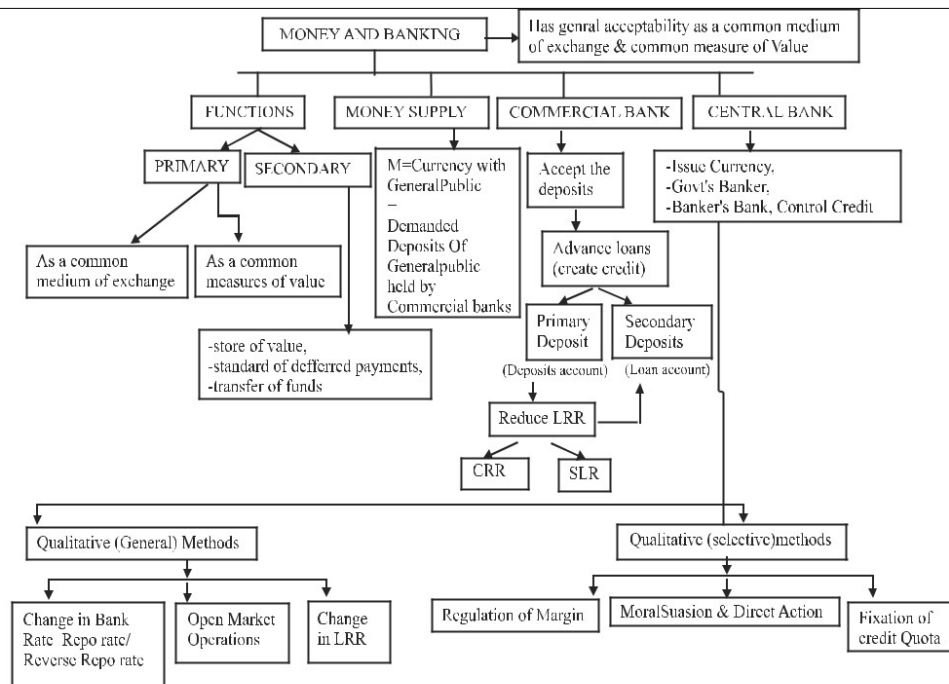 MONEY AND BANKING
Has genral acceptability as a common medium
of exchange & common measure of Value
FUNCTIONS
MONEY SUPPLY
COMMERCIAL BANK
CENTRAL BANK
PRIMARY
SECONDARY
M=Currency with
GeneralPublic
–
Demanded
Deposits Of
Generalpublic
held by
Commercial banks
Accept the
deposits
-Issue Currency,
-Govt's Banker,
-Banker's Bank, Control Credit
Advance loans
(create credit)
As a common
medium of exchange
As a common
measures of value
Primary
Deposit
Secondary
Deposits
(Deposits account)
(Loan account)
-store of value,
-standard of defferred payments,
-transfer of funds
Reduce LRR
CRR
SLR
Qualitative (General) Methods
Qualitative (selective)methods
Change in Bank
Rate Repo rate/
Reverse Repo rate
Open Market
Operations
Change
in LRR
Regulation of Margin
MoralSuasion & Direct Action
Fixation of
credit Quota